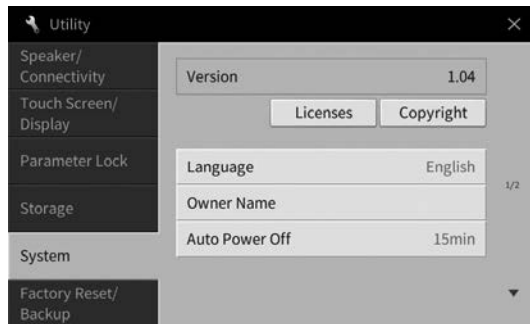 Utility
Speaker/
Connectivity
Touch Screen/
Display
Parameter Lock
Storage
System
Factory Reset/
Backup
Version 1.04
Licenses Copyright
Language English
Owner Name
Auto Power Off 15min
1/2